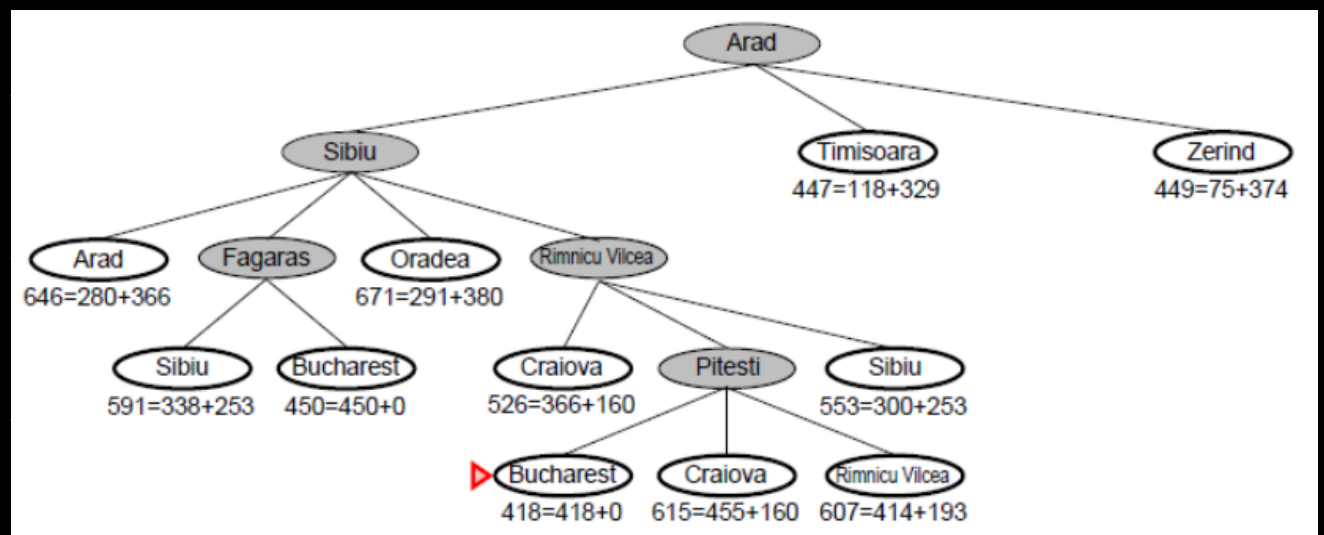 Arad
Sibiu Timisoara Zerind
447=118+329 449=75+374
Arad Fagaras Oradea Rimnicu Vilcea
646=280+366 671=291+380
Sibiu Bucharest Craiova Pitesti Sibiu
591=338+253 450=450+0 526=366+160 553=300+253
Bucharest Craiova Rimnicu Vilcea
418=418+0 615=455+160 607=414+193